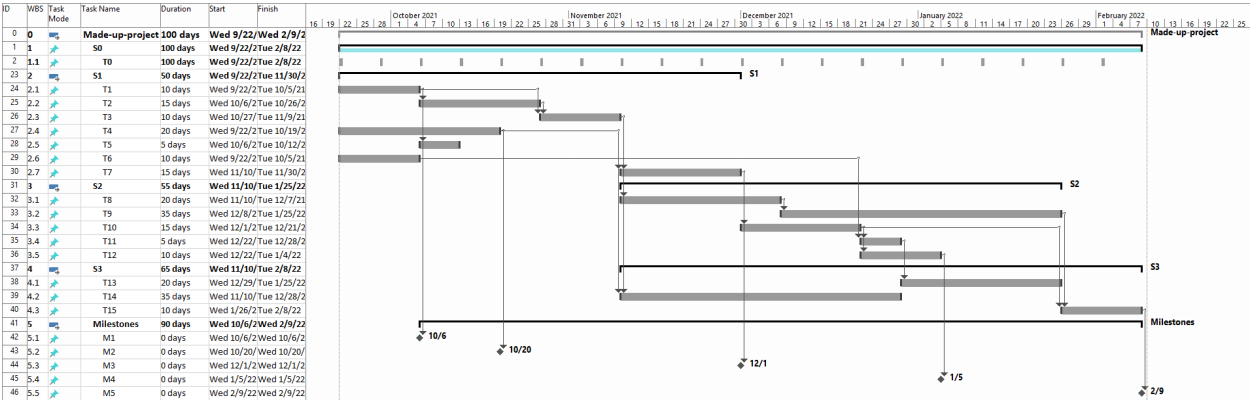 ID WBS Task Mode Task Name Duration Start Finish
October 2021 November 2021 December 2021 January 2022 February 2022
16 19 22 25 28 1 4 7 10 13 16 19 22 25 28 31 3 6 9 12 15 18 21 24 27 30 3 6 9 12 15 18 21 24 27 30 2 5 8 11 14 17 20 23 26 29 1 4 7 10 13 16 19 22 25
0 0 Made-up-project 100 days Wed 9/22/2 Wed 2/9/2 Made-up-project
1 1 S0 100 days Wed 9/22/2 Tue 2/8/22
2 1.1 T0 100 days Wed 9/22/2 Tue 2/8/22
23 2 S1 50 days Wed 9/22/2 Tue 11/30/2 S1
24 2.1 T1 10 days Wed 9/22/2 Tue 10/5/21
25 2.2 T2 15 days Wed 10/6/2 Tue 10/26/2
26 2.3 T3 10 days Wed 10/27/ Tue 11/9/21
27 2.4 T4 20 days Wed 9/22/2 Tue 10/19/2
28 2.5 T5 5 days Wed 10/6/2 Tue 10/12/2
29 2.6 T6 10 days Wed 9/22/2 Tue 10/5/21
30 2.7 T7 15 days Wed 11/10/ Tue 11/30/2
31 3 S2 55 days Wed 11/10/ Tue 1/25/22 S2
32 3.1 T8 20 days Wed 11/10/ Tue 12/7/21
33 3.2 T9 35 days Wed 12/8/2 Tue 1/25/22
34 3.3 T10 15 days Wed 12/1/2 Tue 12/21/2
35 3.4 T11 5 days Wed 12/22/ Tue 12/28/2
36 3.5 T12 10 days Wed 12/22/ Tue 1/4/22
37 4 S3 65 days Wed 11/10/ Tue 2/8/22 S3
38 4.1 T13 20 days Wed 12/29/ Tue 1/25/22
39 4.2 T14 35 days Wed 11/10/ Tue 12/28/2
40 4.3 T15 10 days Wed 1/26/2 Tue 2/8/22
41 5 Milestones 90 days Wed 10/6/2 Wed 2/9/22 Milestones
42 5.1 M1 0 days Wed 10/6/2 Wed 10/6/2 10/6
43 5.2 M2 0 days Wed 10/20/ Wed 10/20/ 10/20
44 5.3 M3 0 days Wed 12/1/2 Wed 12/1/2 12/1
45 5.4 M4 0 days Wed 1/5/22 Wed 1/5/22 1/5
46 5.5 M5 0 days Wed 2/9/22 Wed 2/9/22 2/9